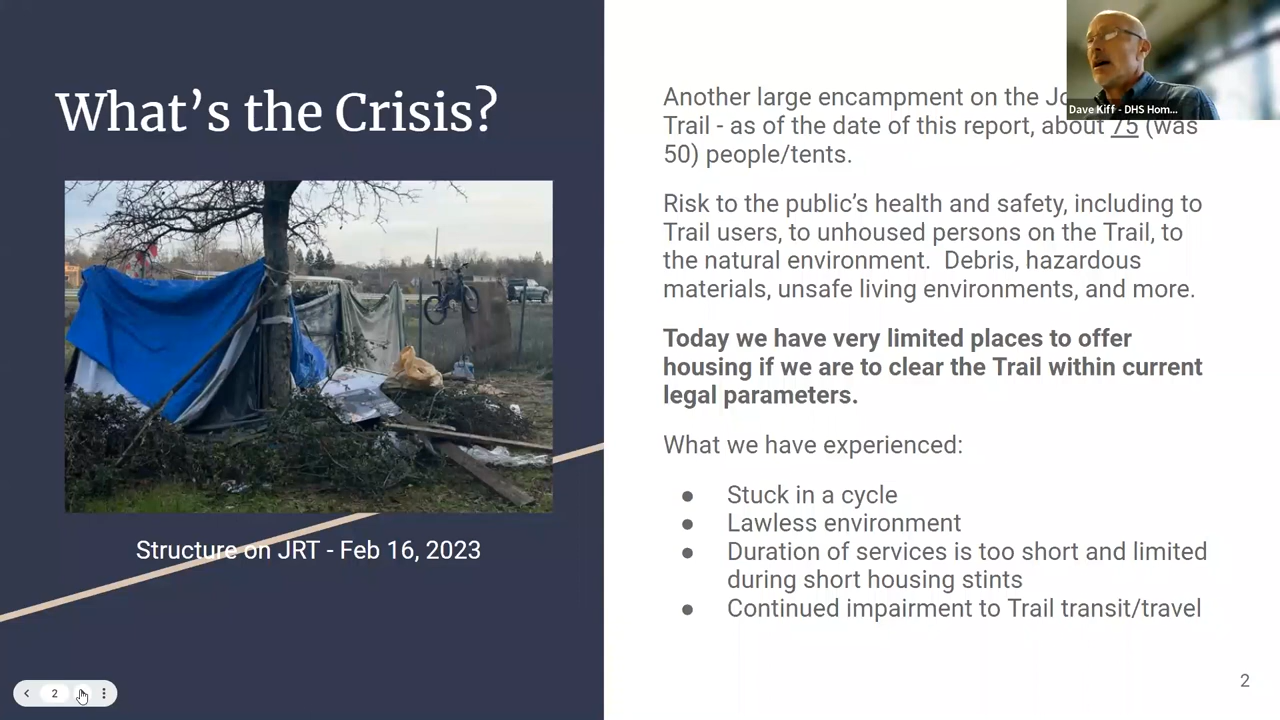 What’s the Crisis?
Structure on JRT - Feb 16, 2023
Another large encampment on the
Trail - as of the date of this report, about 75 (was
50) people/tents.
Risk to the public’s health and safety, including to
Trail users, to unhoused persons on the Trail, to
the natural environment.  Debris, hazardous
materials, unsafe living environments, and more.
Today we have very limited places to offer
housing if we are to clear the Trail within current
legal parameters.
What we have experienced:
● Stuck in a cycle
● Lawless environment
● Duration of services is too short and limited
during short housing stints
● Continued impairment to Trail transit/travel
Dave Kiff - DHS Hom...
2
2